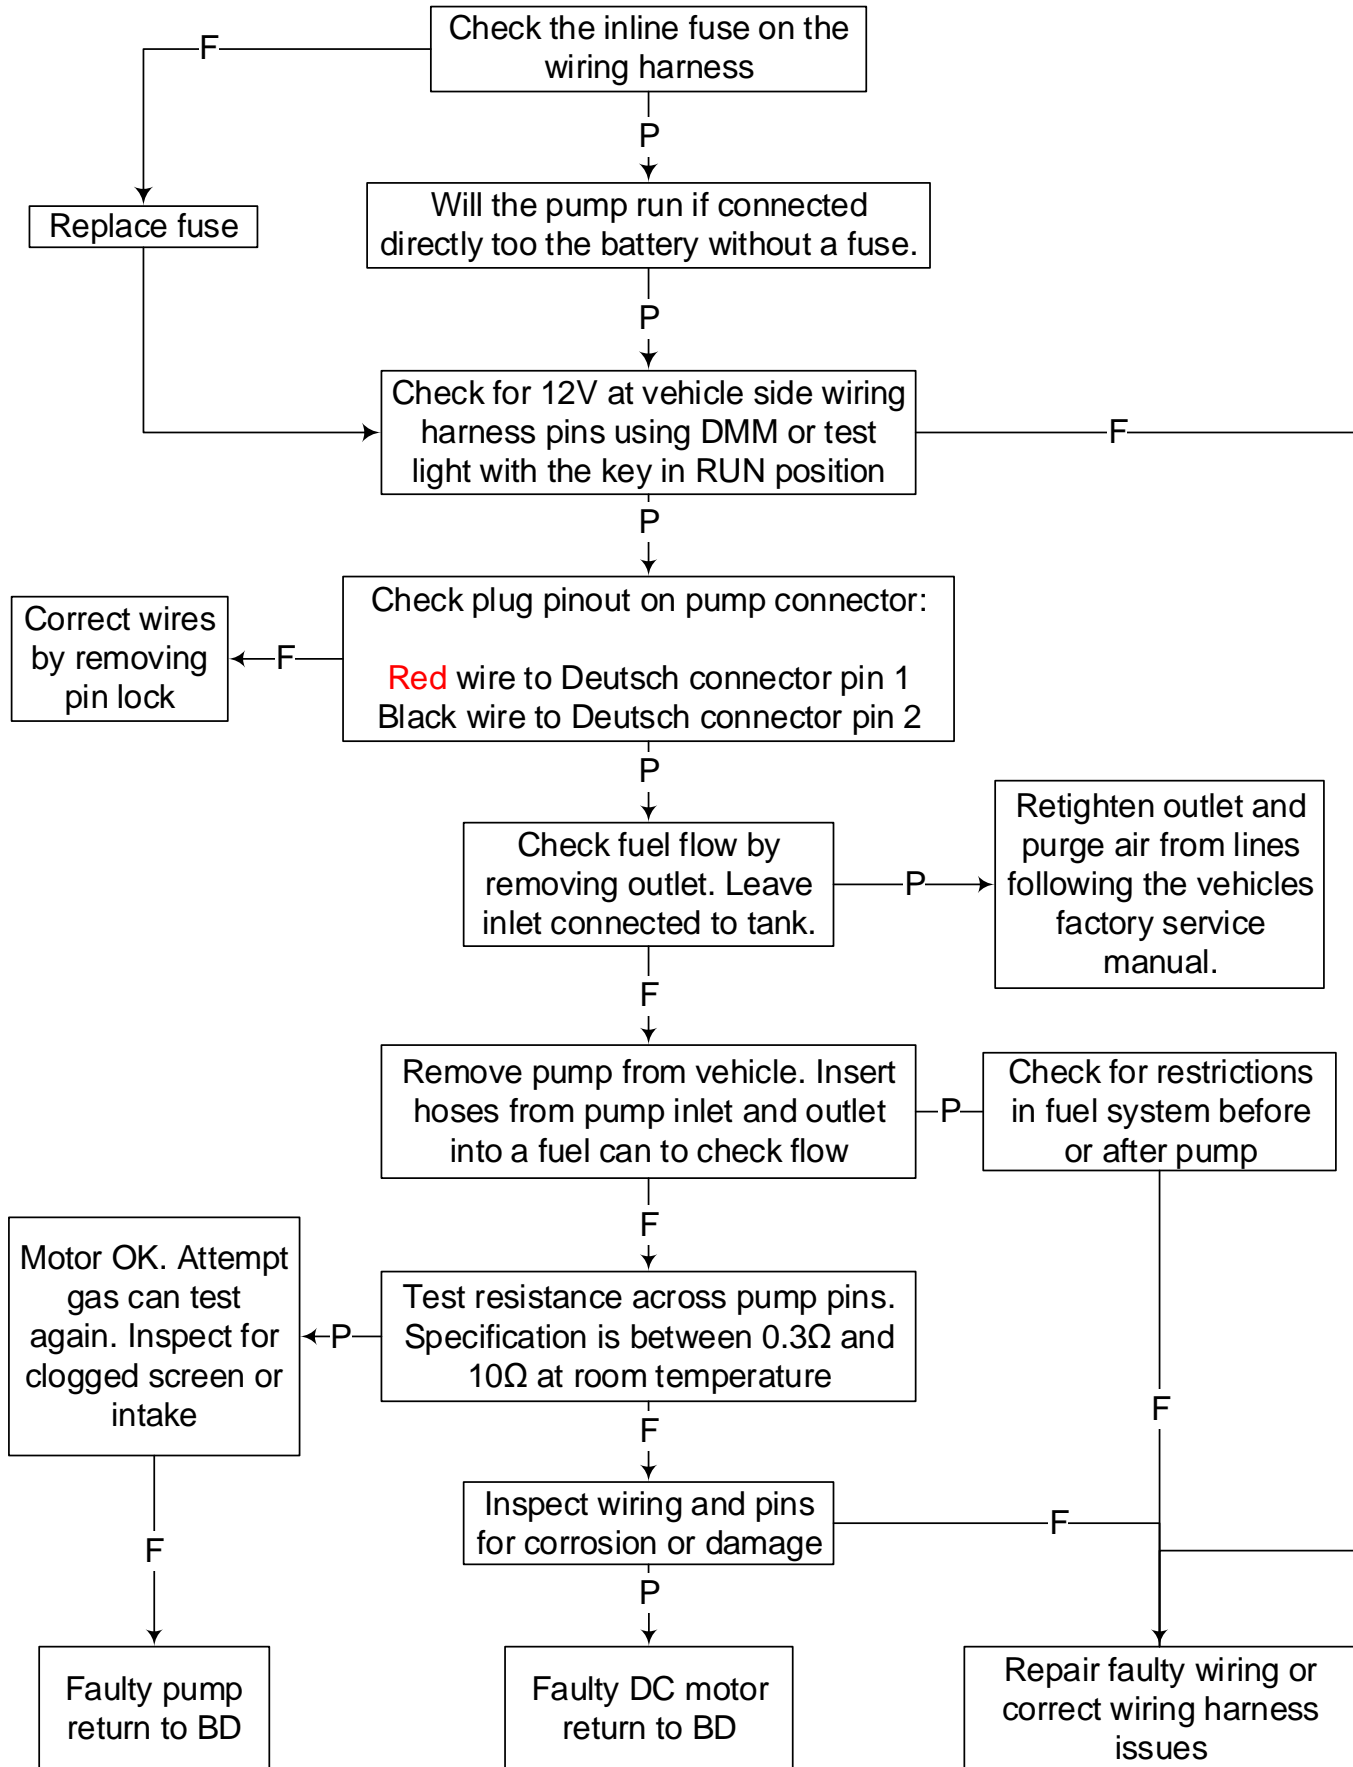 Check the inline fuse on the
wiring harness
F
P
Replace fuse
Will the pump run if connected
directly too the battery without a fuse.
P
Check for 12V at vehicle side wiring
harness pins using DMM or test
light with the key in RUN position
F
P
Check plug pinout on pump connector:
Red wire to Deutsch connector pin 1
Black wire to Deutsch connector pin 2
F
Correct wires
by removing
pin lock
P
Check fuel flow by
removing outlet. Leave
inlet connected to tank.
P
Retighten outlet and
purge air from lines
following the vehicles
factory service
manual.
F
Remove pump from vehicle. Insert
hoses from pump inlet and outlet
into a fuel can to check flow
P
Check for restrictions
in fuel system before
or after pump
F
Test resistance across pump pins.
Specification is between 0.3Ω and
10Ω at room temperature
P
Motor OK. Attempt
gas can test
again. Inspect for
clogged screen or
intake
F
F
Inspect wiring and pins
for corrosion or damage
F
F
P
Faulty pump
return to BD
Faulty DC motor
return to BD
Repair faulty wiring or
correct wiring harness
issues